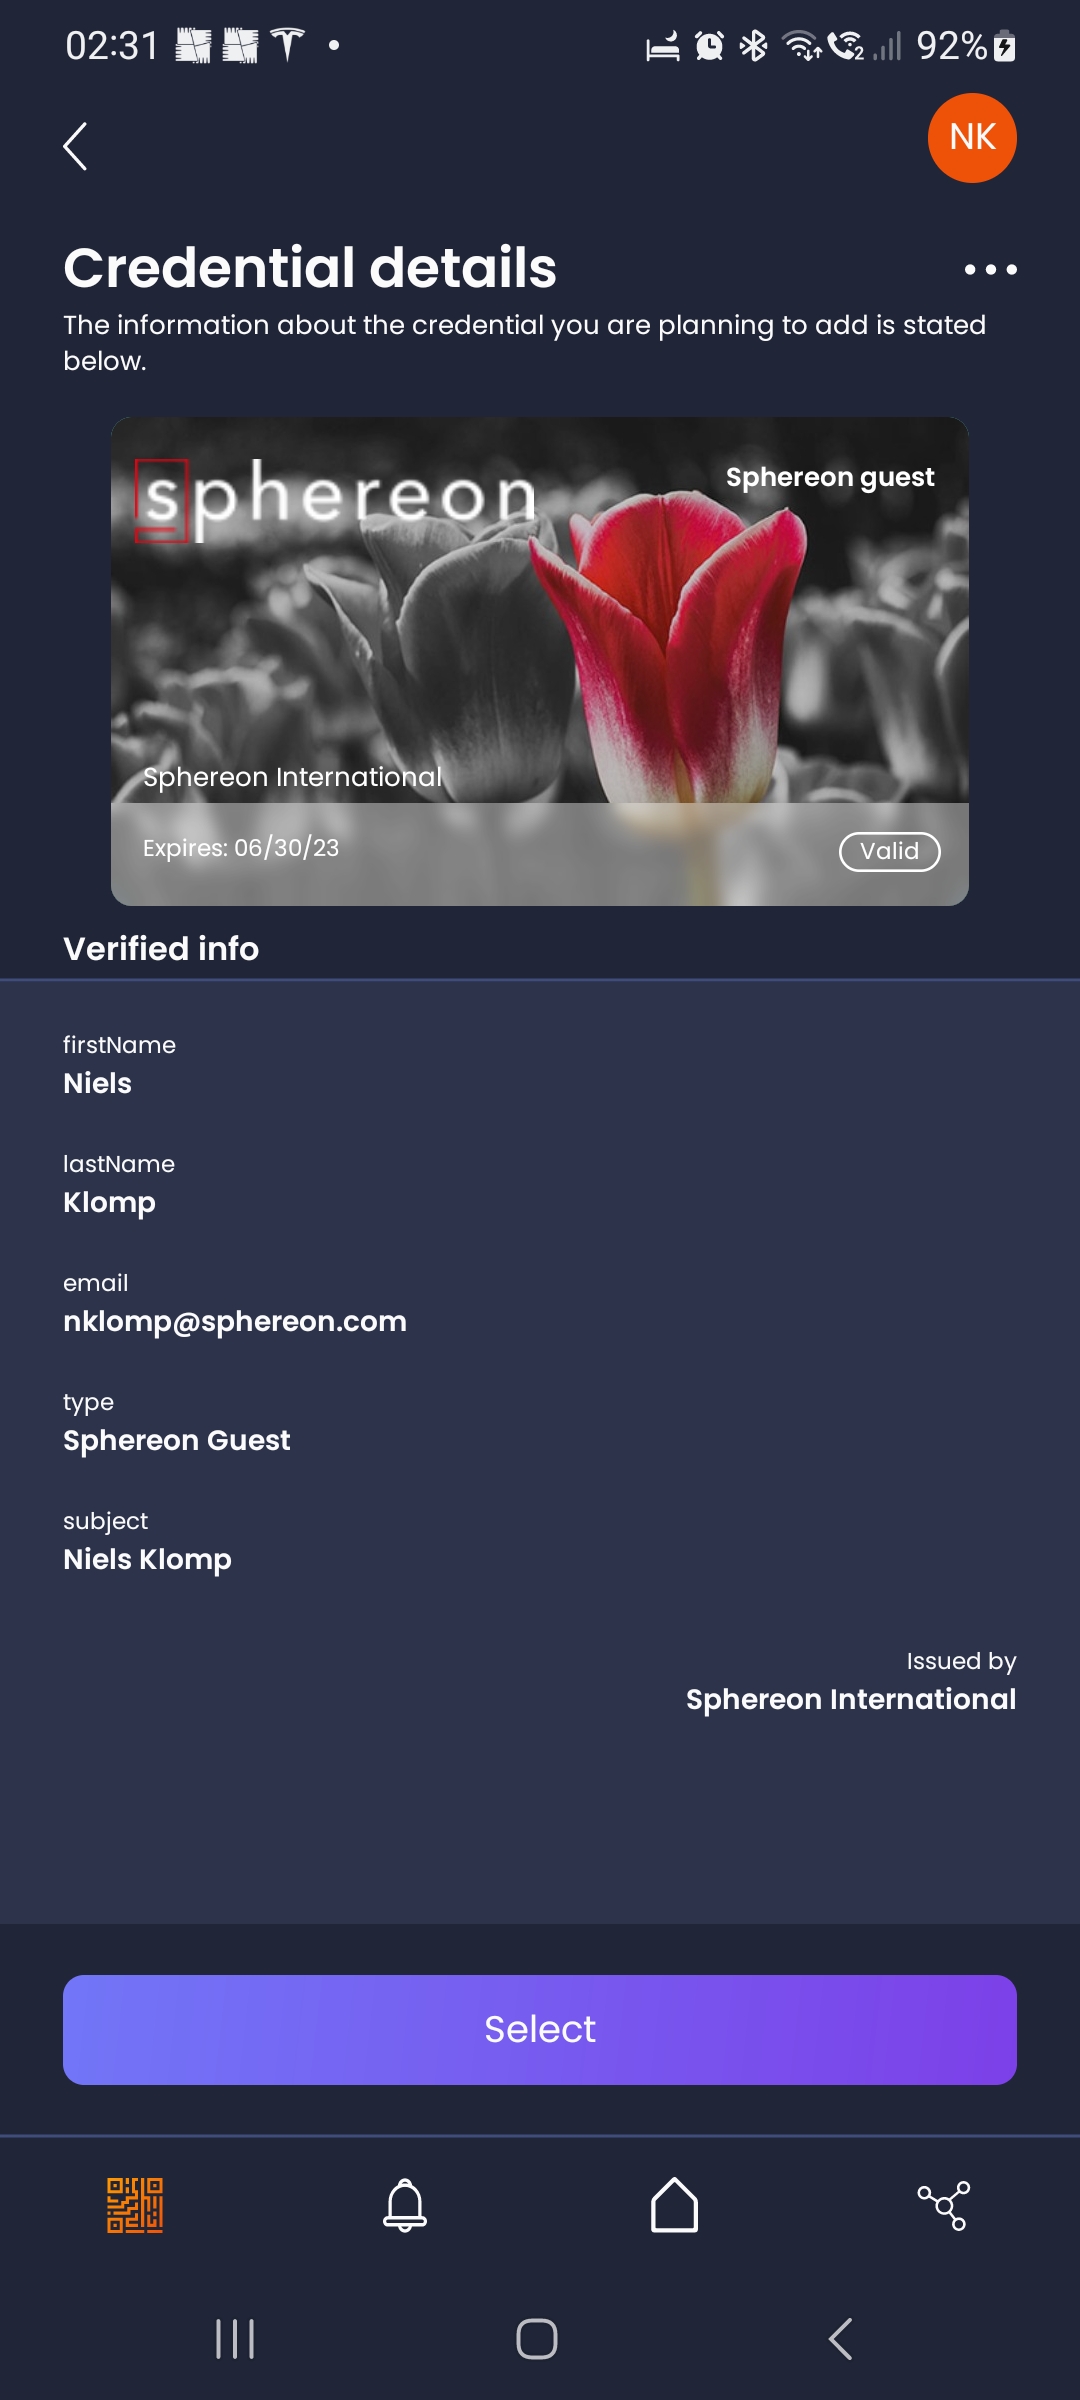 02:31
2
92%
NK
Credential details
The information about the credential you are planning to add is stated
below.
sphereon
Sphereon guest
Sphereon International
Expires: 06/30/23
Valid
Verified info
firstName
Niels
lastName
Klomp
email
nklomp@sphereon.com
type
Sphereon Guest
subject
Niels Klomp
Issued by
Sphereon International
Select